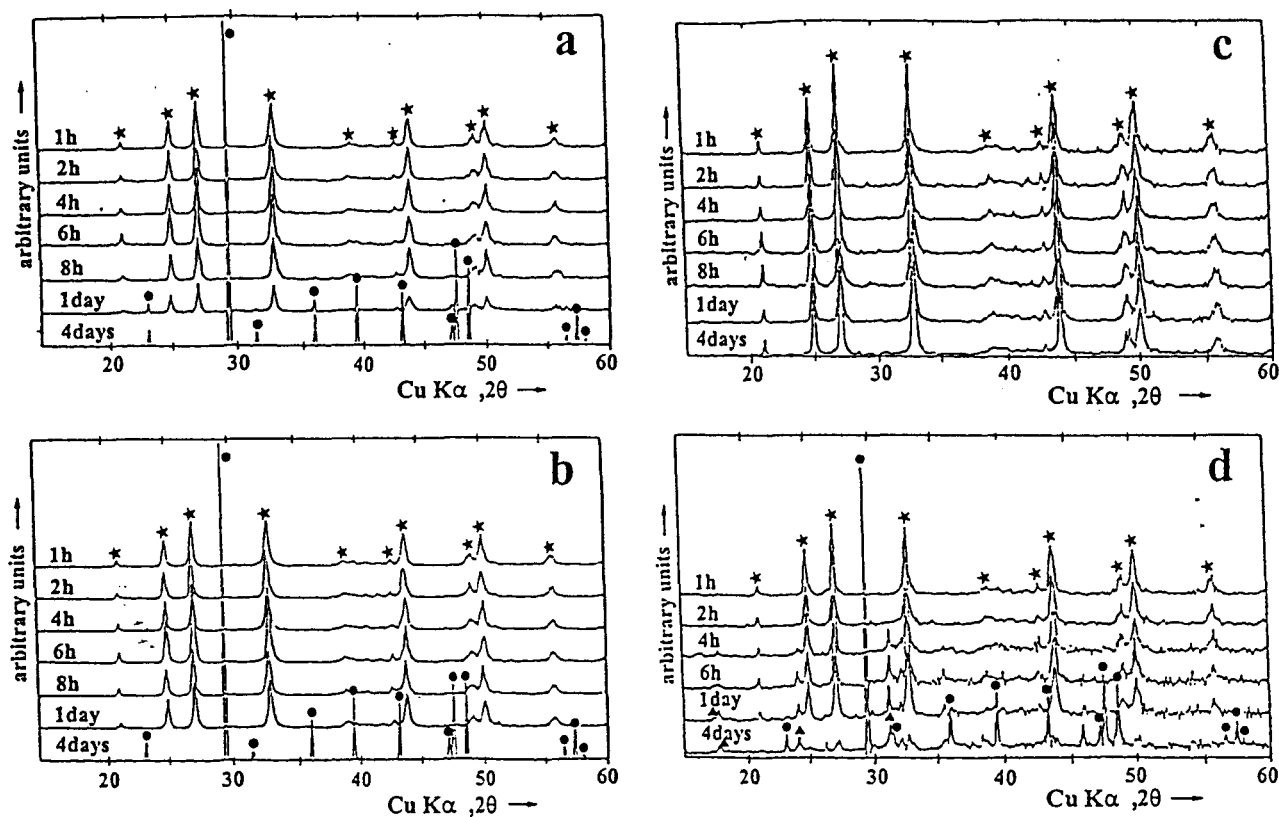 a
arbitrary units
1h
2h
4h
6h
8h
1day
4days
20 30 40 50 60
Cu Kα ,2θ
c
arbitrary units
1h
2h
4h
6h
8h
1day
4days
20 30 40 50 60
Cu Kα ,2θ
b
arbitrary units
1h
2h
4h
6h
8h
1day
4days
20 30 40 50 60
Cu Kα ,2θ
d
arbitrary units
1h
2h
4h
6h
1day
4days
20 30 40 50 60
Cu Kα ,2θ